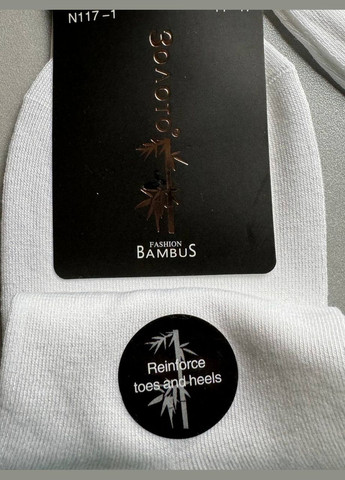 N117-1
Золото
FASHION
BAMBUS
Reinforce
toes and heels